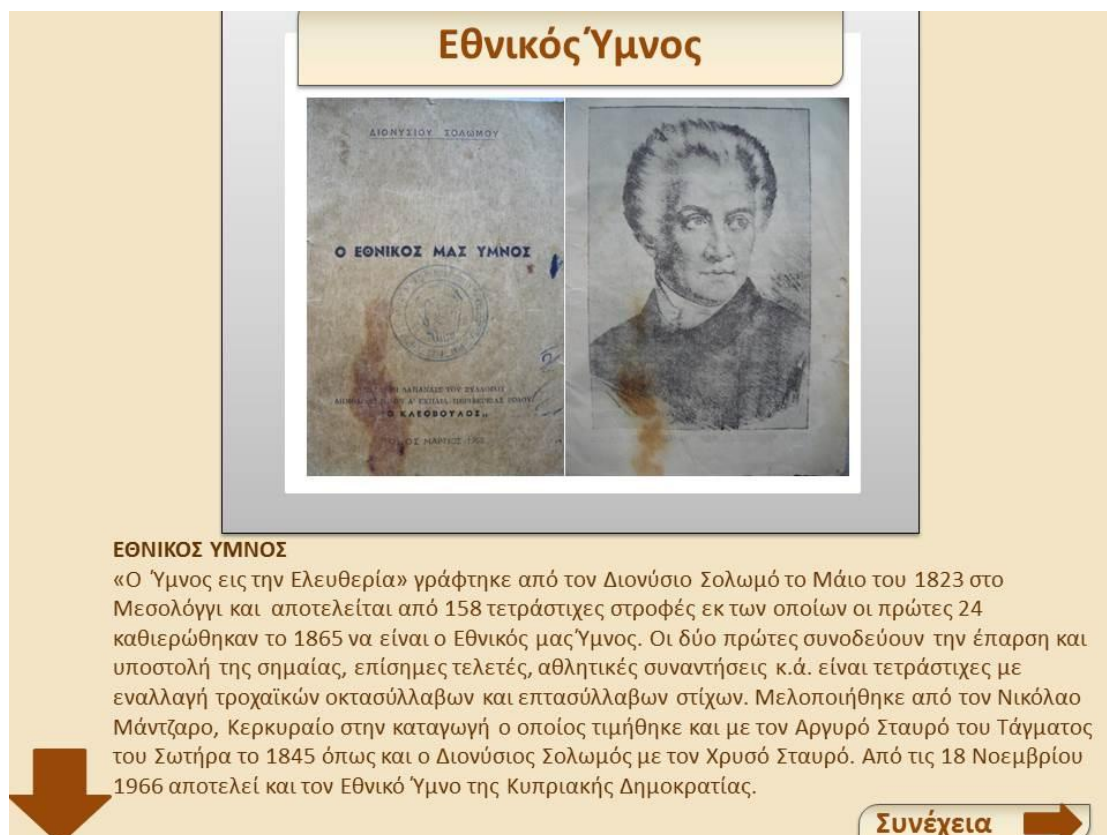 Εθνικός Ύμνος
ΔΙΟΝΥΣΙΟΥ ΣΟΛΩΜΟΥ
Ο ΕΘΝΙΚΟΣ ΜΑΣ ΥΜΝΟΣ
ΔΑΠΑΝΑΙΣ ΤΟΥ ΣΥΛΛΟΓΟΥ
"Ο ΚΛΕΟΒΟΥΛΟΣ„
ΜΑΡΤΙΟΣ
ΕΘΝΙΚΟΣ ΥΜΝΟΣ
«Ο Ύμνος εις την Ελευθερία» γράφτηκε από τον Διονύσιο Σολωμό το Μάιο του 1823 στο
Μεσολόγγι και αποτελείται από 158 τετράστιχες στροφές εκ των οποίων οι πρώτες 24
καθιερώθηκαν το 1865 να είναι ο Εθνικός μας Ύμνος. Οι δύο πρώτες συνοδεύουν την έπαρση και
υποστολή της σημαίας, επίσημες τελετές, αθλητικές συναντήσεις κ.ά. είναι τετράστιχες με
εναλλαγή τροχαϊκών οκτασύλλαβων και επτασύλλαβων στίχων. Μελοποιήθηκε από τον Νικόλαο
Μάντζαρο, Κερκυραίο στην καταγωγή ο οποίος τιμήθηκε και με τον Αργυρό Σταυρό του Τάγματος
του Σωτήρα το 1845 όπως και ο Διονύσιος Σολωμός με τον Χρυσό Σταυρό. Από τις 18 Νοεμβρίου
1966 αποτελεί και τον Εθνικό Ύμνο της Κυπριακής Δημοκρατίας.
Συνέχεια